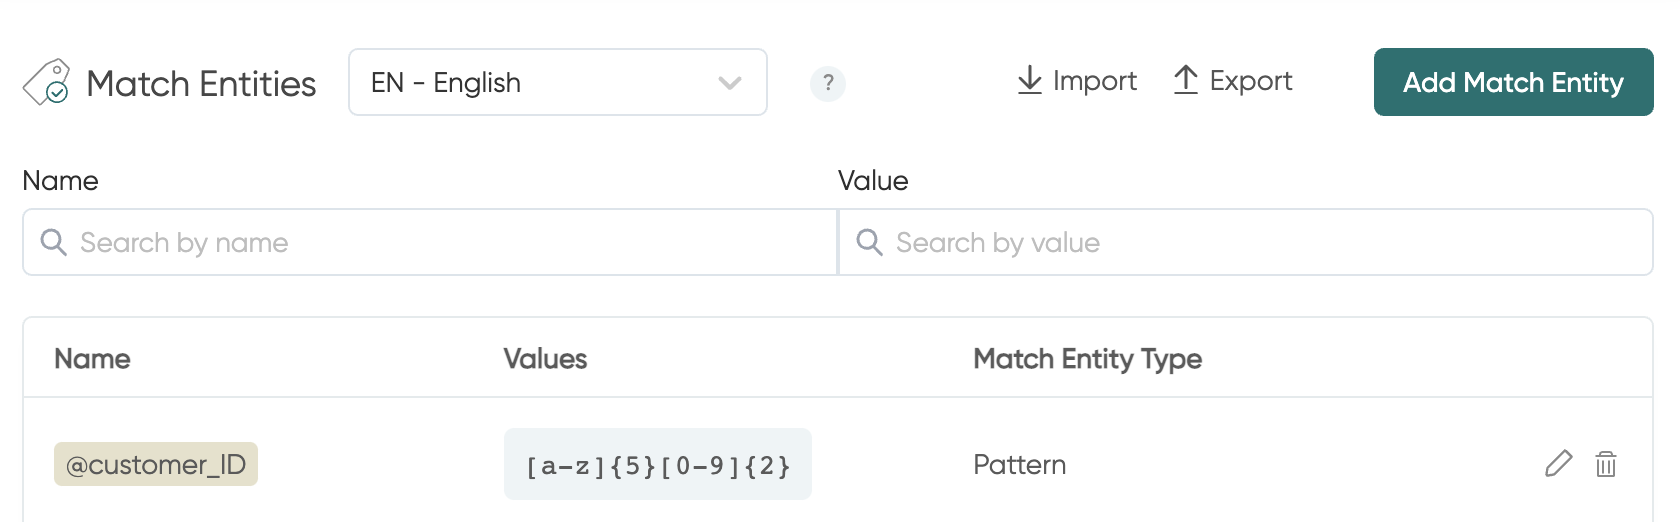 Match Entities EN - English ? Import Export Add Match Entity
Name Value
Search by name Search by value
Name Values Match Entity Type
@customer_ID [a-z]{5}[0-9]{2} Pattern